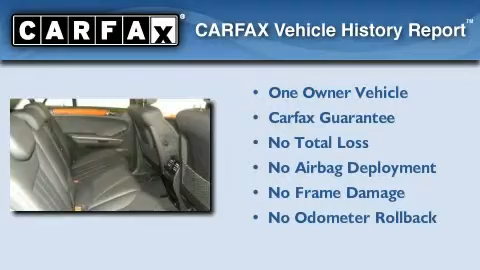 CARFAX® CARFAX Vehicle History Report™
• One Owner Vehicle
• Carfax Guarantee
• No Total Loss
• No Airbag Deployment
• No Frame Damage
• No Odometer Rollback